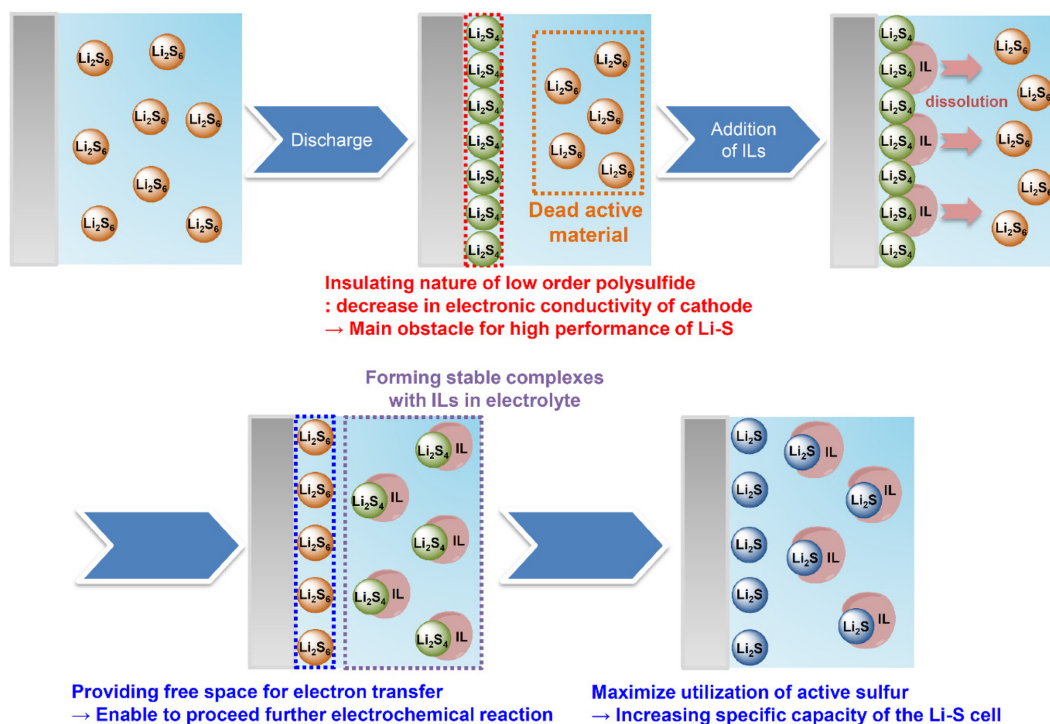 Li₂S₆
Li₂S₆
Li₂S₆
Li₂S₆
Li₂S₆
Li₂S₆
Li₂S₆
Li₂S₆
Discharge
Li₂S₄
Li₂S₄
Li₂S₄
Li₂S₄
Li₂S₄
Li₂S₄
Li₂S₄
Li₂S₆
Li₂S₆
Li₂S₆
Li₂S₆
Li₂S₆
Dead active
material
Addition
of ILs
Li₂S₄
Li₂S₄ IL
Li₂S₄
Li₂S₄ IL
Li₂S₄
Li₂S₄ IL
Li₂S₄
dissolution
Li₂S₆
Li₂S₆
Li₂S₆
Li₂S₆
Li₂S₆
Insulating nature of low order polysulfide
: decrease in electronic conductivity of cathode
→ Main obstacle for high performance of Li-S
Forming stable complexes
with ILs in electrolyte
Li₂S₆
Li₂S₆
Li₂S₆
Li₂S₆
Li₂S₆
Li₂S₄ IL
Li₂S₄ IL
Li₂S₄ IL
Li₂S₄ IL
Li₂S₄ IL
Li₂S
Li₂S
Li₂S
Li₂S
Li₂S
Li₂S IL
Li₂S IL
Li₂S IL
Li₂S IL
Providing free space for electron transfer
→ Enable to proceed further electrochemical reaction
Maximize utilization of active sulfur
→ Increasing specific capacity of the Li-S cell